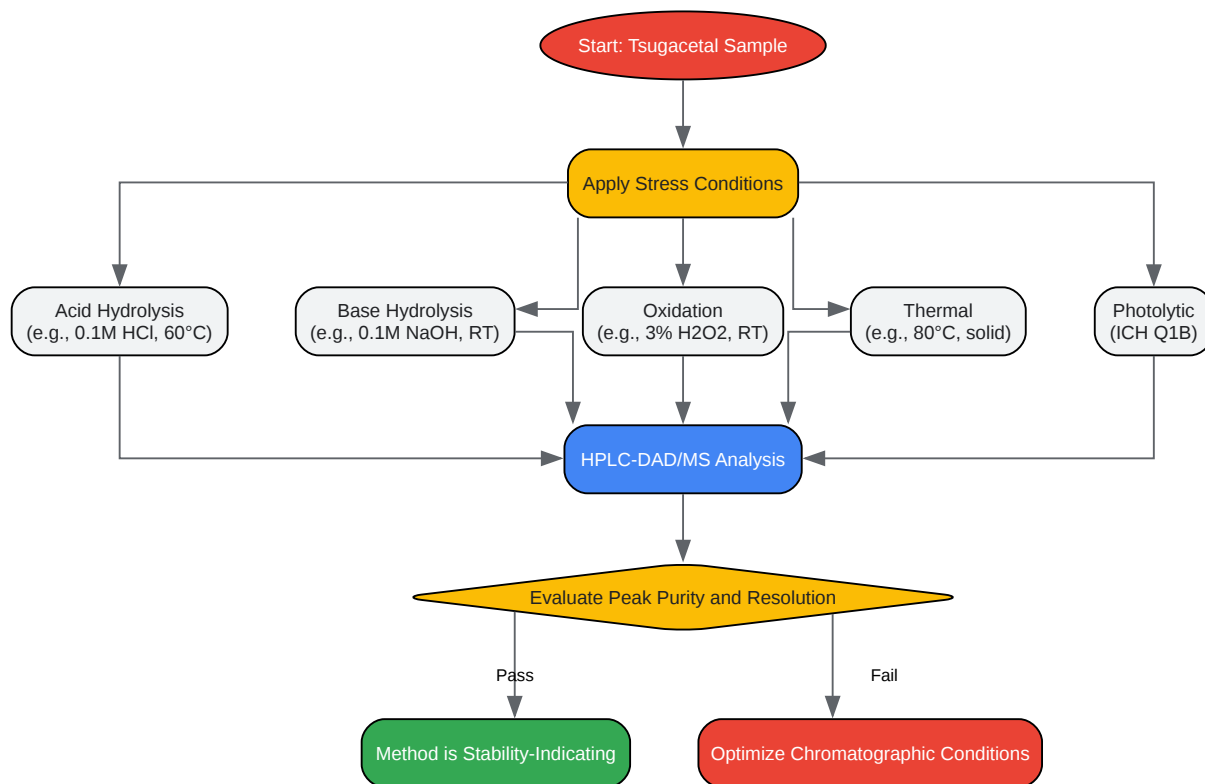 Start: Tsugacetal Sample
Apply Stress Conditions
Acid Hydrolysis
(e.g., 0.1M HCl, 60°C)
Base Hydrolysis
(e.g., 0.1M NaOH, RT)
Oxidation
(e.g., 3% H2O2, RT)
Thermal
(e.g., 80°C, solid)
Photolytic
(ICH Q1B)
HPLC-DAD/MS Analysis
Evaluate Peak Purity and Resolution
Pass
Fail
Method is Stability-Indicating
Optimize Chromatographic Conditions